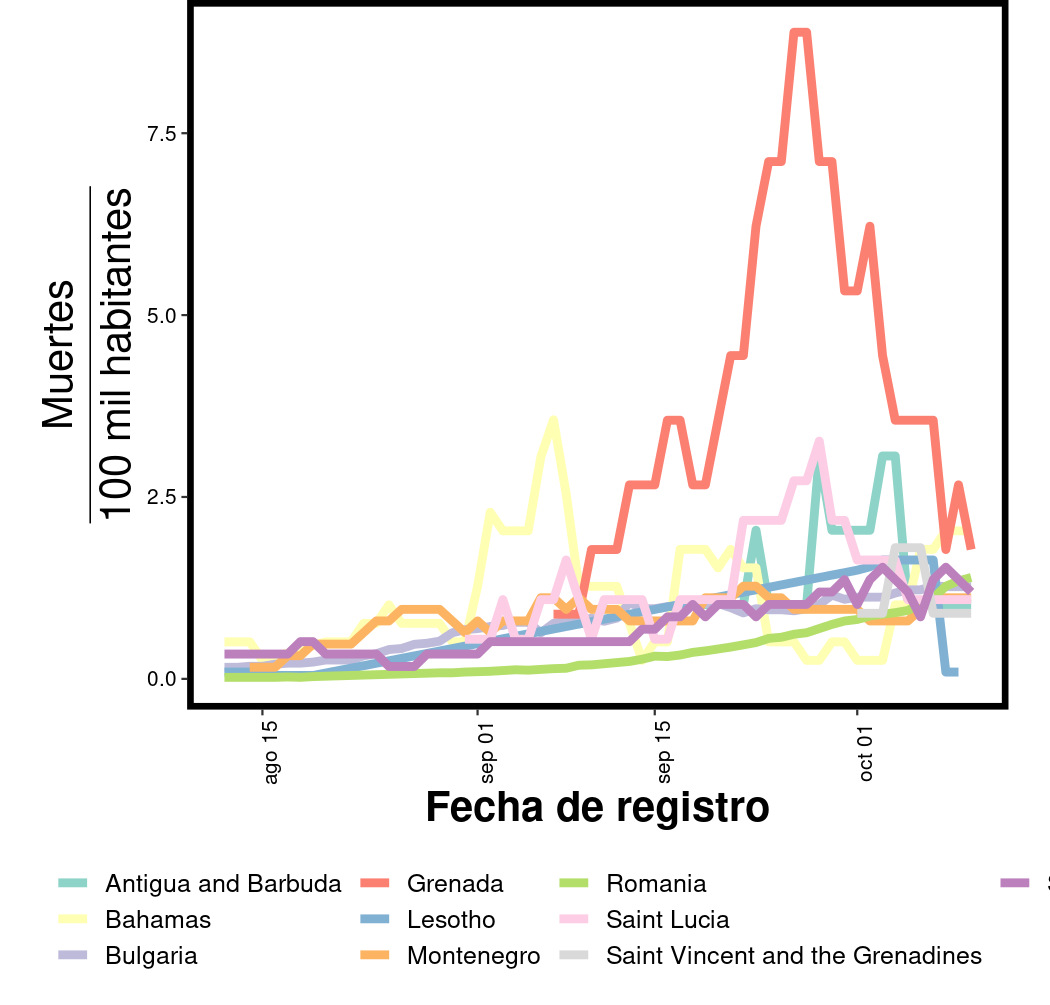 Muertes
100 mil habitantes
7.5
5.0
2.5
0.0
ago 15
sep 01
sep 15
oct 01
Fecha de registro
Antigua and Barbuda
Bahamas
Bulgaria
Grenada
Lesotho
Montenegro
Romania
Saint Lucia
Saint Vincent and the Grenadines